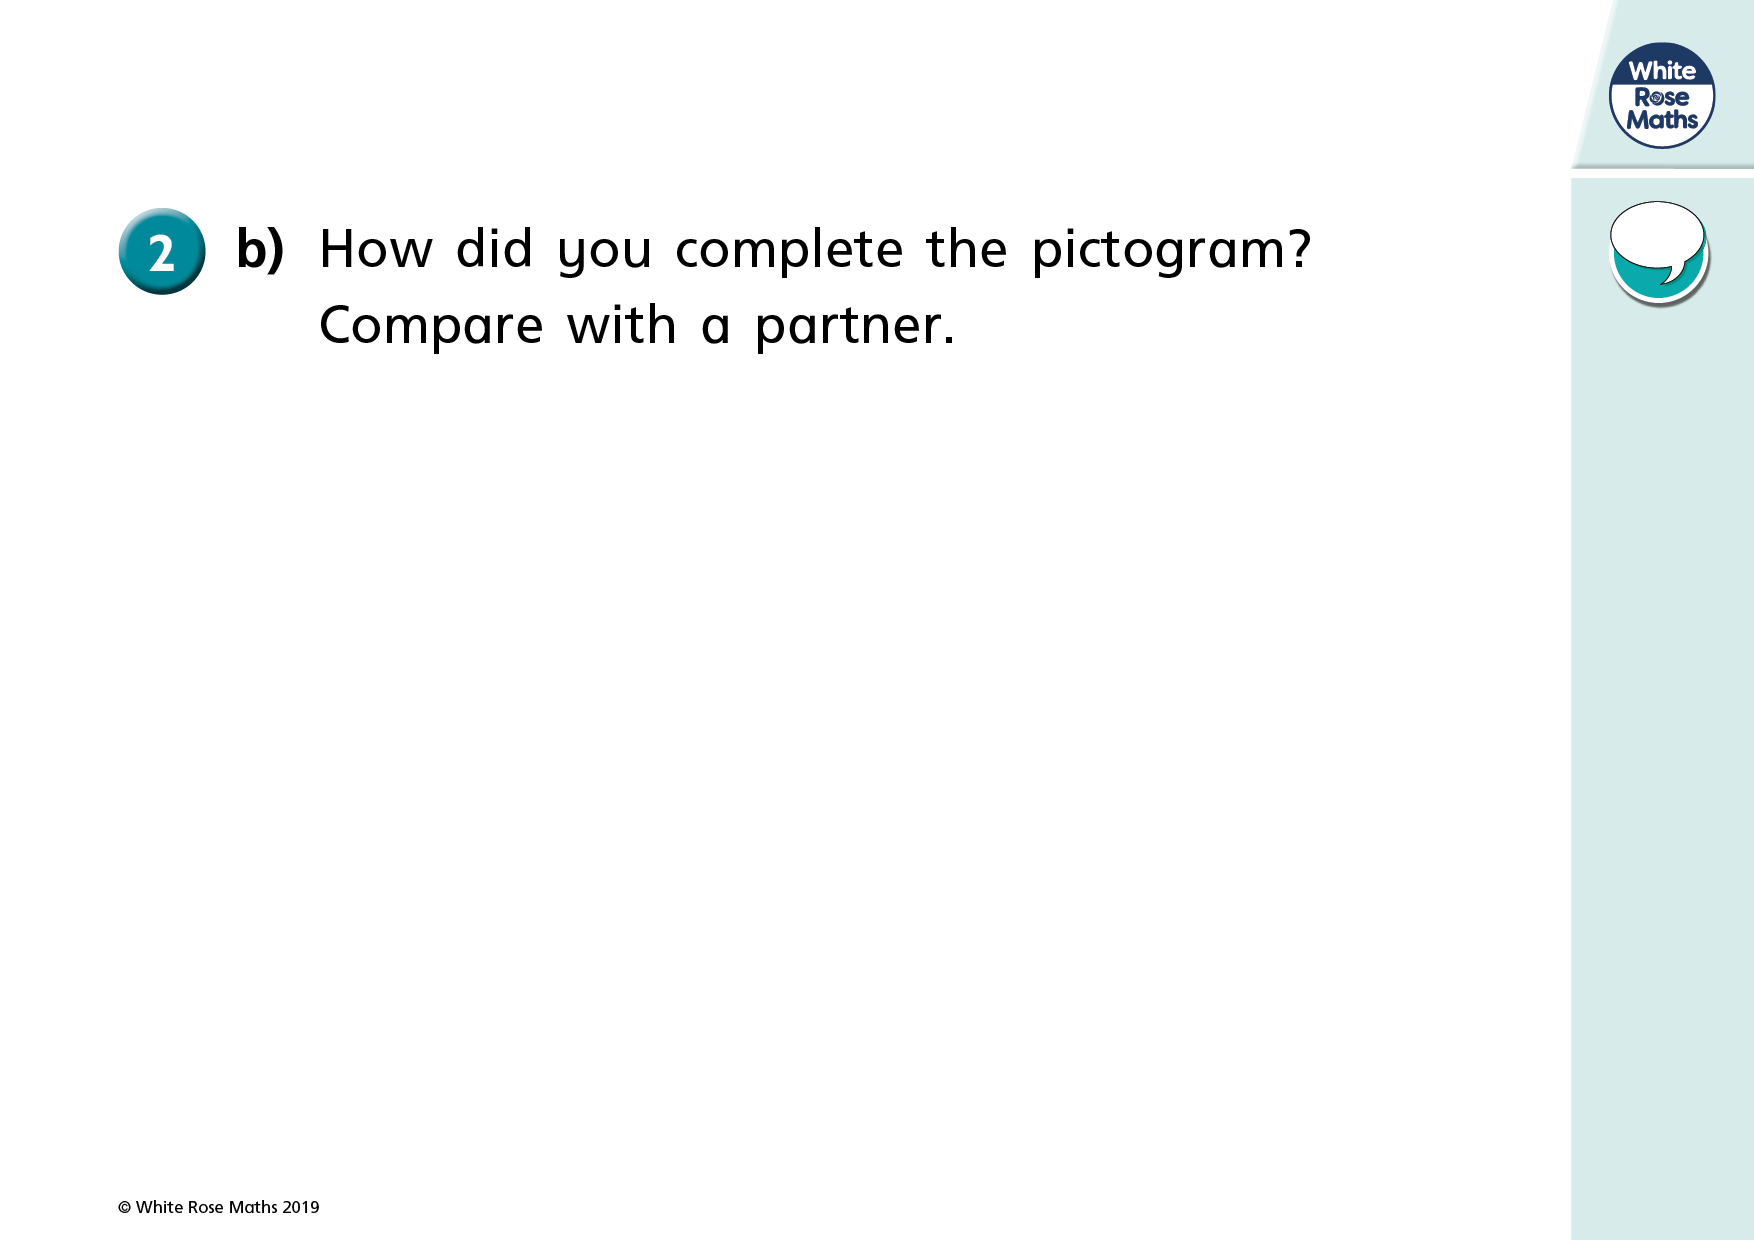 White
Rose
Maths
2 b) How did you complete the pictogram?
Compare with a partner.
© White Rose Maths 2019